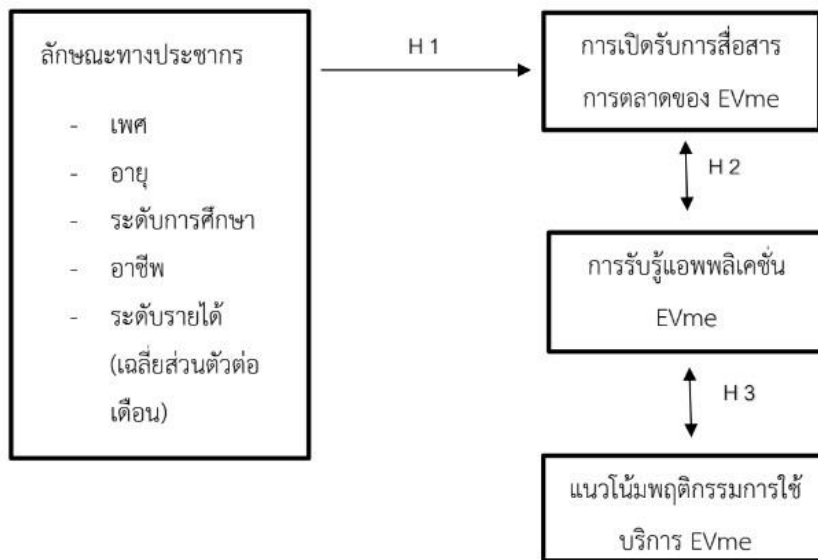 ลักษณะทางประชากร
- เพศ
- อายุ
- ระดับการศึกษา
- อาชีพ
- ระดับรายได้
(เฉลี่ยส่วนตัวต่อ
เดือน)
H 1
การเปิดรับการสื่อสาร
การตลาดของ EVme
H 2
การรับรู้แอพพลิเคชั่น
EVme
H 3
แนวโน้มพฤติกรรมการใช้
บริการ EVme